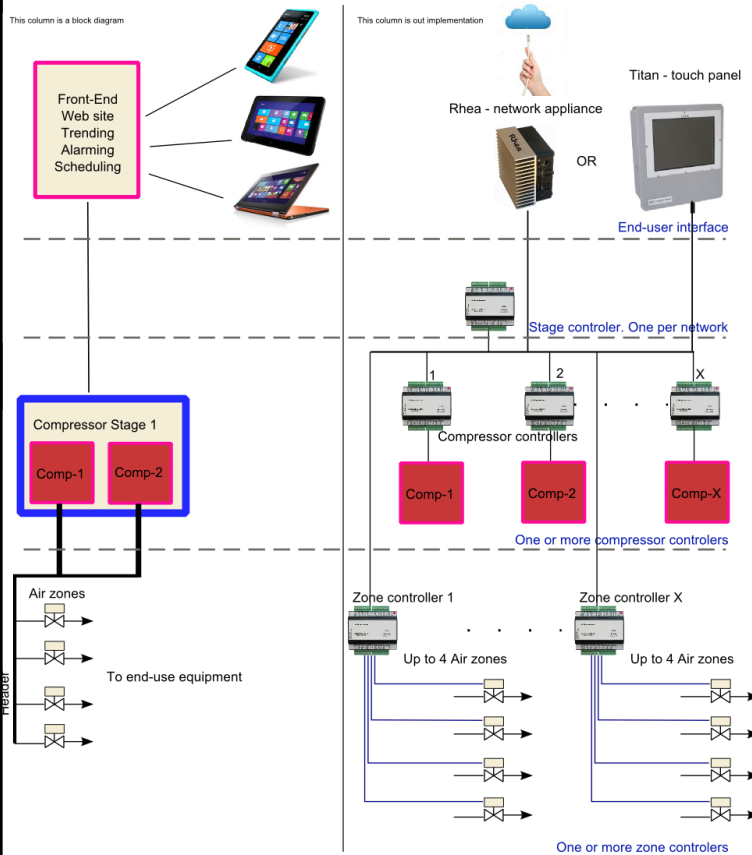 This column is a block diagram
Front-End
Web site
Trending
Alarming
Scheduling
Compressor Stage 1
Comp-1
Comp-2
Air zones
To end-use equipment
Header
This column is out implementation
Titan - touch panel
Rhea - network appliance
RHea
OR
End-user interface
Stage controler. One per network
1
2
X
Compressor controllers
Comp-1
Comp-2
Comp-X
One or more compressor controlers
Zone controller 1
Zone controller X
Up to 4 Air zones
Up to 4 Air zones
One or more zone controlers